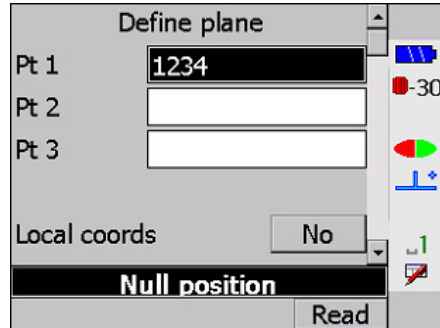 Define plane
Pt 1 1234
Pt 2
Pt 3
-30
Local coords No
1
Null position
Read